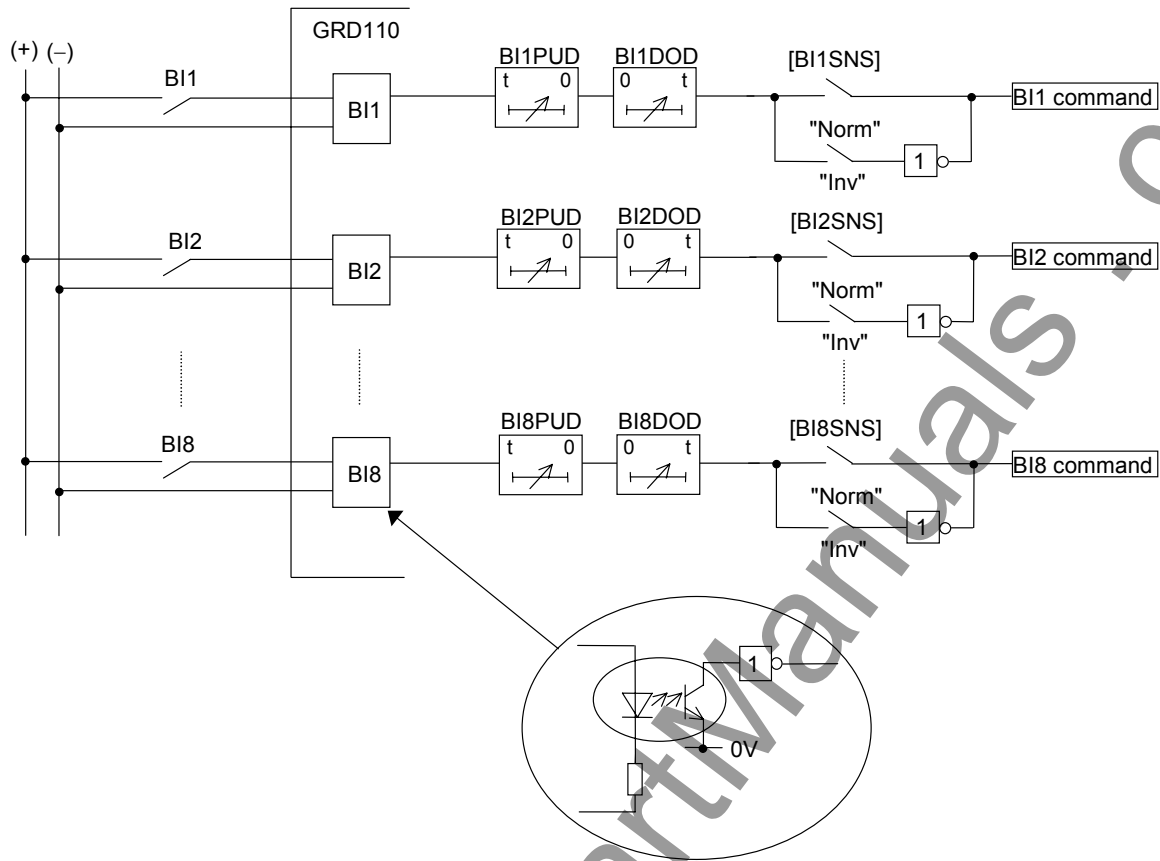 GRD110
(+) (−)
BI1
BI1
BI1PUD
t 0
BI1DOD
0 t
[BI1SNS]
"Norm"
1
"Inv"
BI1 command
BI2
BI2
BI2PUD
t 0
BI2DOD
0 t
[BI2SNS]
"Norm"
1
"Inv"
BI2 command
BI8
BI8
BI8PUD
t 0
BI8DOD
0 t
[BI8SNS]
"Norm"
1
"Inv"
BI8 command
1
0V